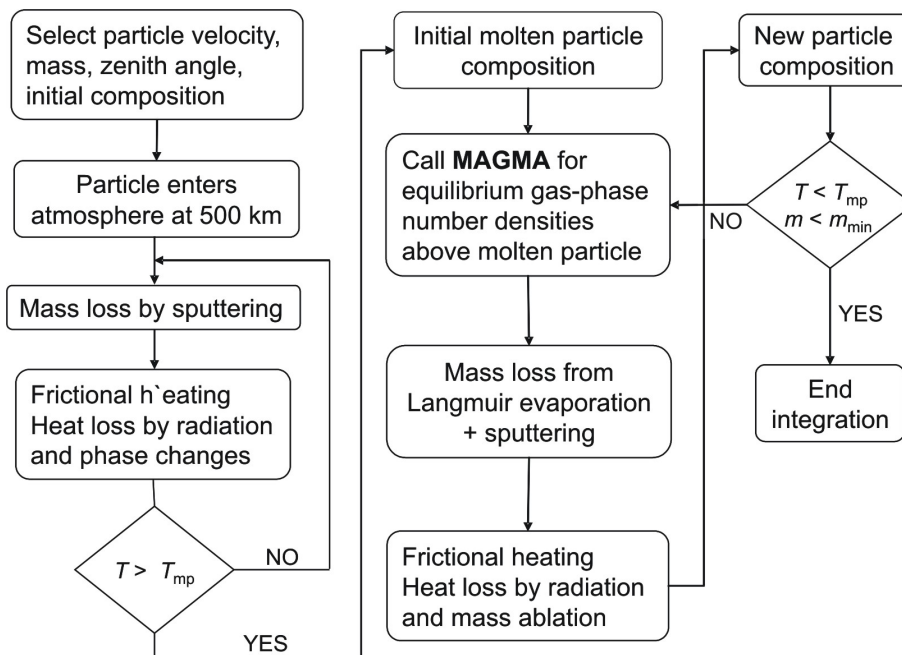 Select particle velocity,
mass, zenith angle,
initial composition
Particle enters
atmosphere at 500 km
Mass loss by sputtering
Frictional h`eating
Heat loss by radiation
and phase changes
T > Tmp
NO
YES
Initial molten particle
composition
Call MAGMA for
equilibrium gas-phase
number densities
above molten particle
Mass loss from
Langmuir evaporation
+ sputtering
Frictional heating
Heat loss by radiation
and mass ablation
New particle
composition
T < Tmp
m < mmin
NO
YES
End
integration